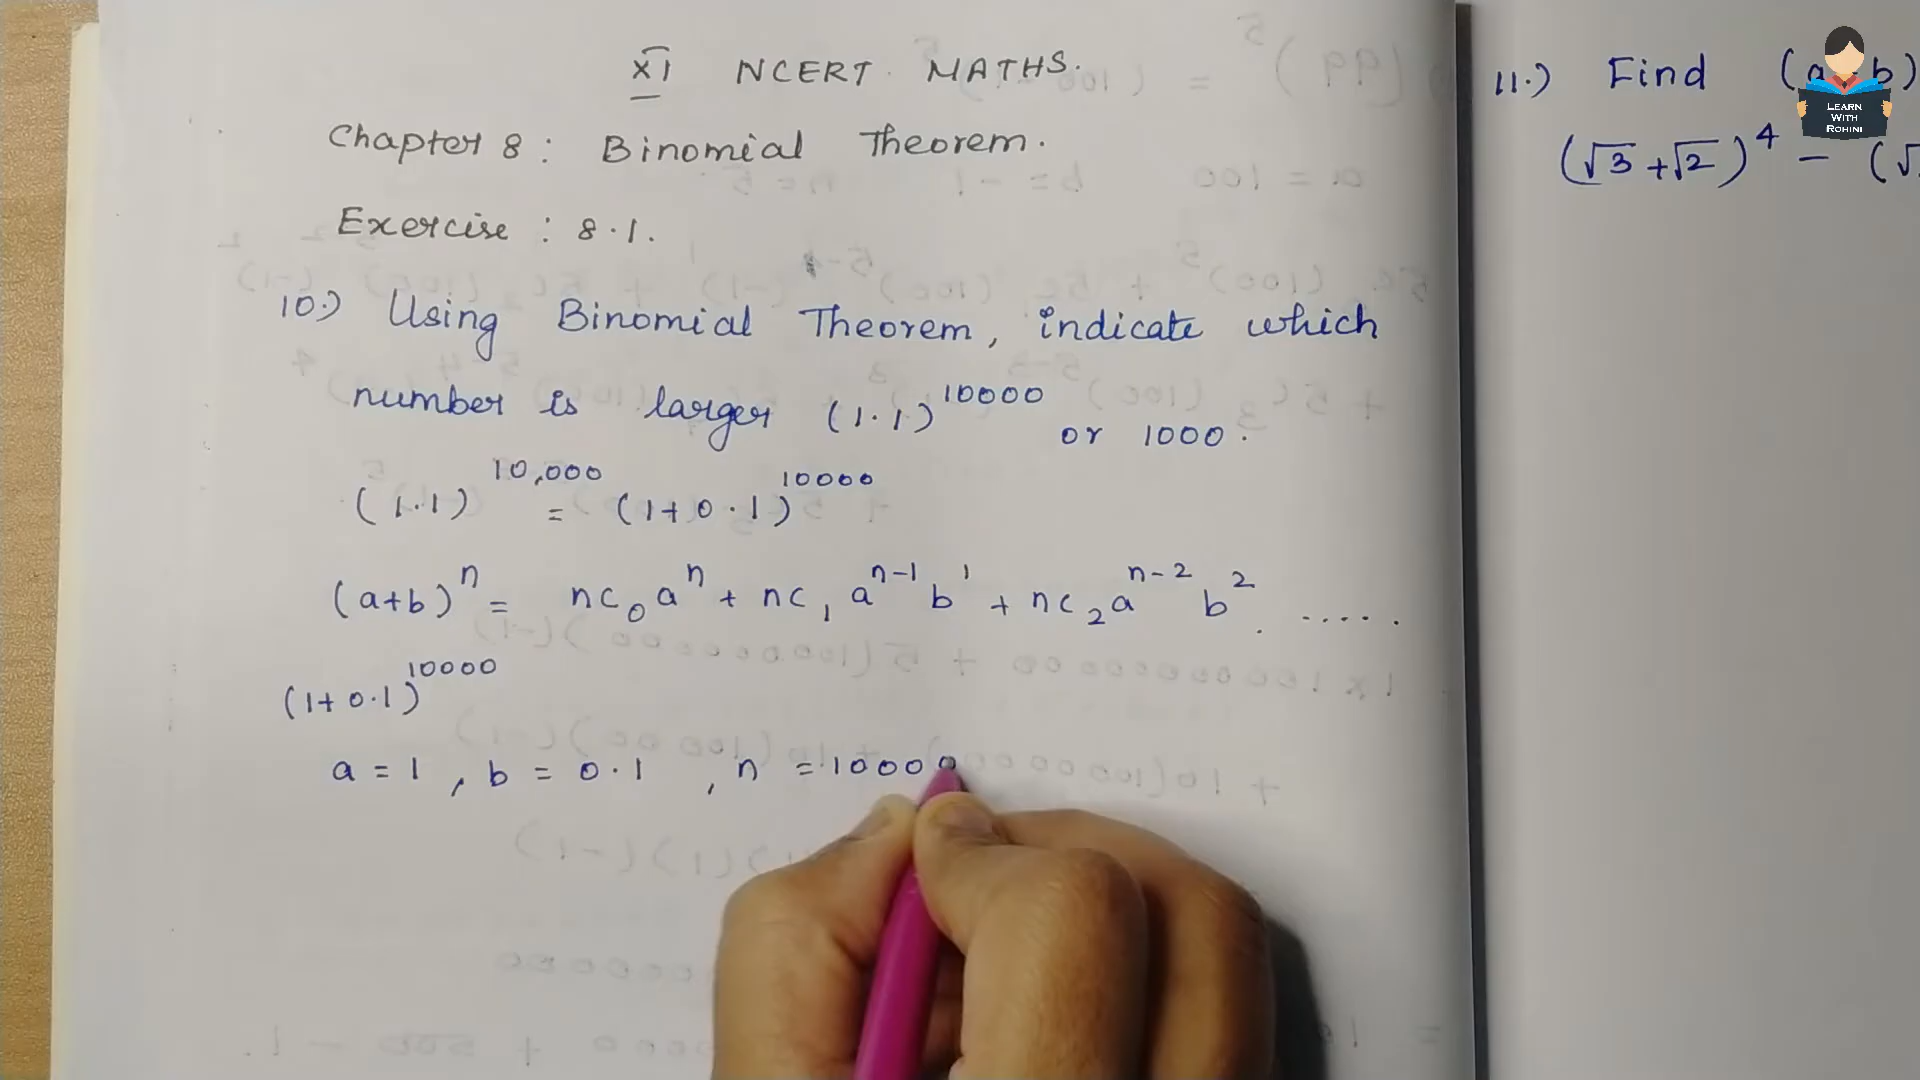 XI NCERT MATHS.
Chapter 8 : Binomial Theorem.
Exercise : 8.1.
10.) Using Binomial Theorem, indicate which
number is larger (1.1)^10000 or 1000.
(1.1)^10,000 = (1+0.1)^10000
(a+b)^n = nc₀ a^n + nc₁ a^n-1 b^1 + nc₂ a^n-2 b^2 . .....
(1+0.1)^10000
a = 1 , b = 0.1 , n = 10000
11.) Find
(√3 + √2)^4 - (√
LEARN
WITH
ROHINI